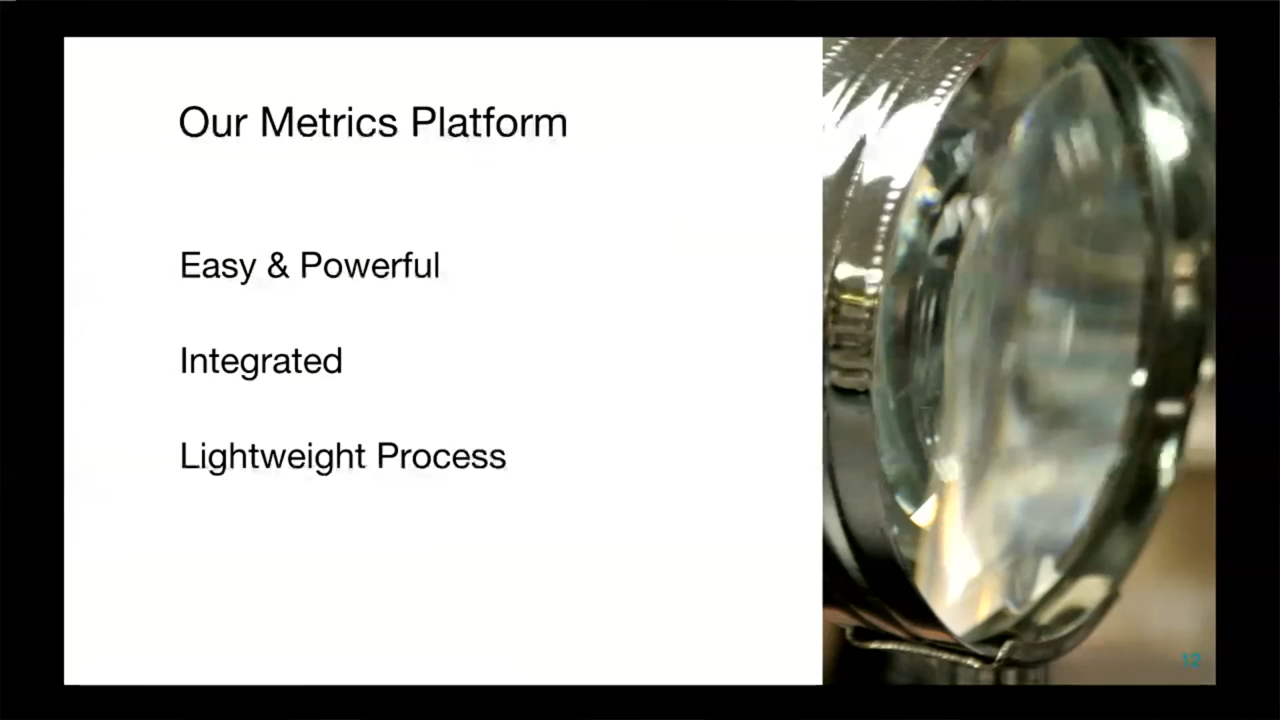 Our Metrics Platform
Easy & Powerful
Integrated
Lightweight Process
12